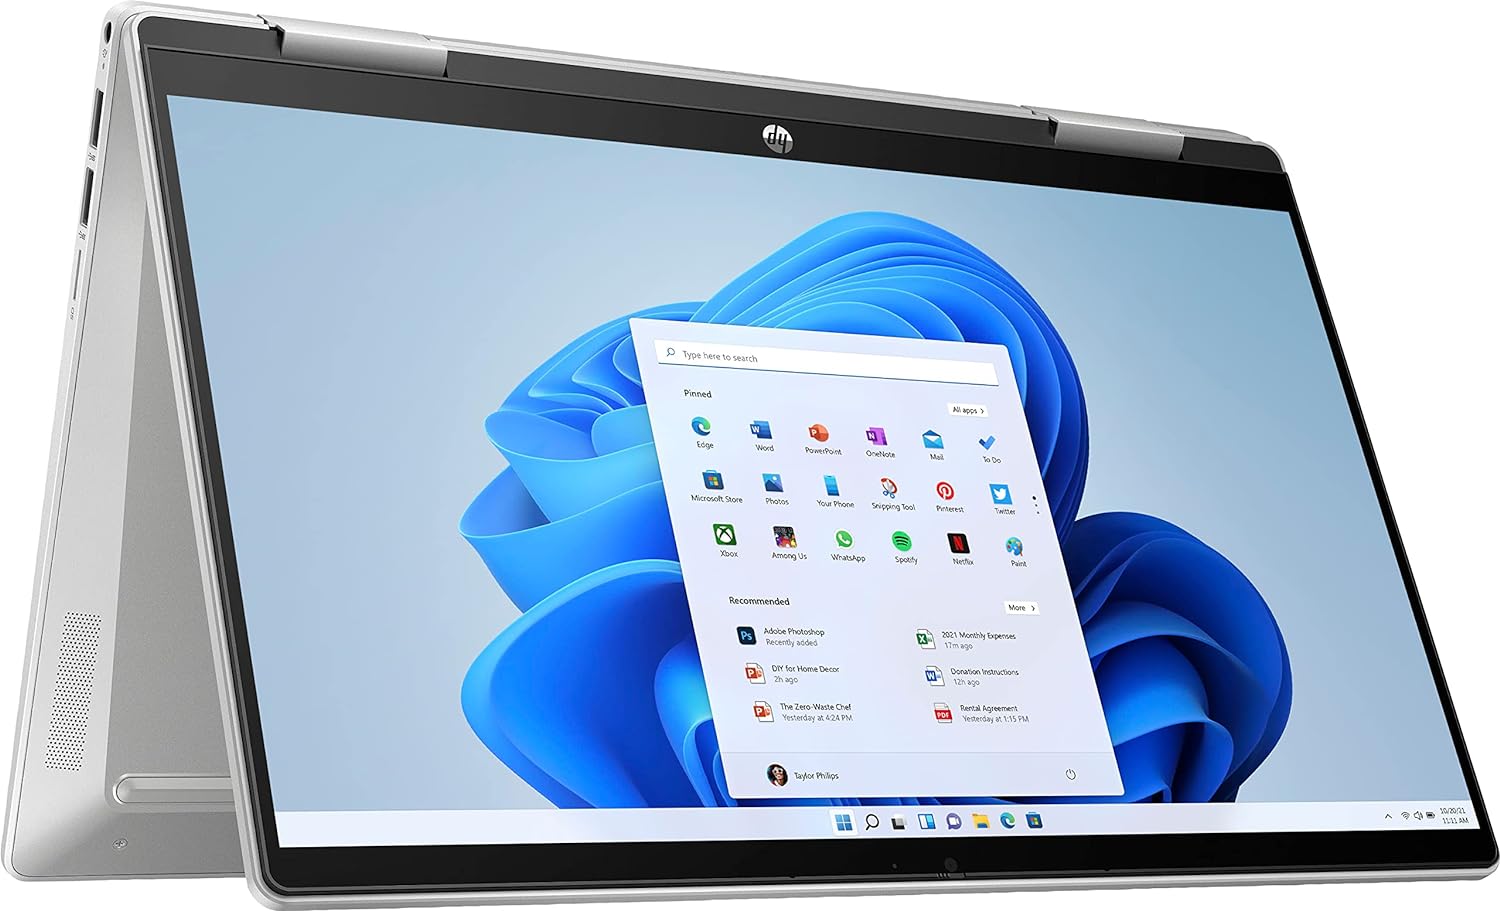 hp
Type here to search
Pinned
All apps >
Edge
Word
PowerPoint
OneNote
Mail
To Do
Microsoft Store
Photos
Your Phone
Snipping Tool
Pinterest
Twitter
Xbox
Among Us
WhatsApp
Spotify
Netflix
Paint
Recommended
More >
Ps
Adobe Photoshop
Recently added
2021 Monthly Expenses
17m ago
DIY for Home Decor
2h ago
Donation Instructions
12h ago
The Zero-Waste Chef
Yesterday at 4:24 PM
PDF
Rental Agreement
Yesterday at 1:15 PM
Taylor Philips
10/20/21
11:11 AM